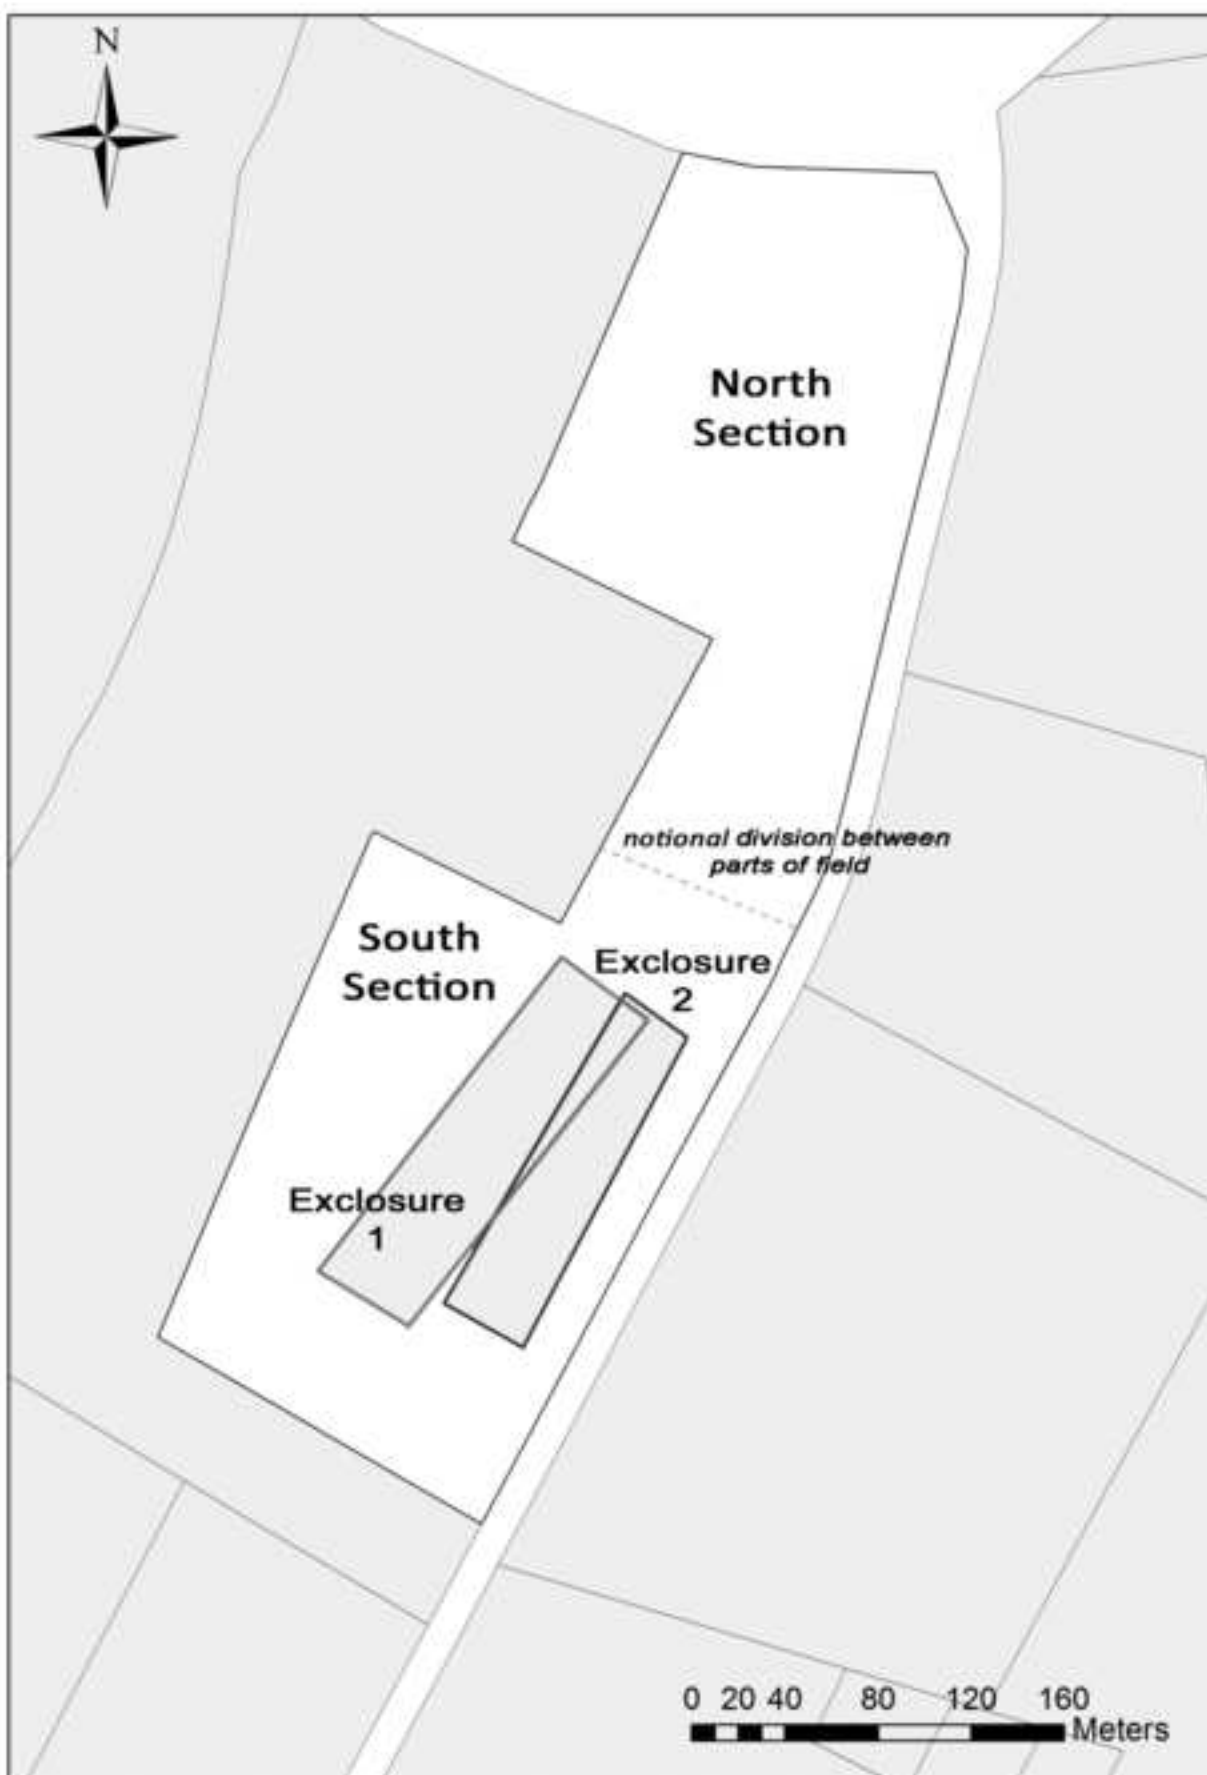 N
North
Section
notional division between
parts of field
South
Section
Exclosure
2
Exclosure
1
0 20 40 80 120 160
Meters